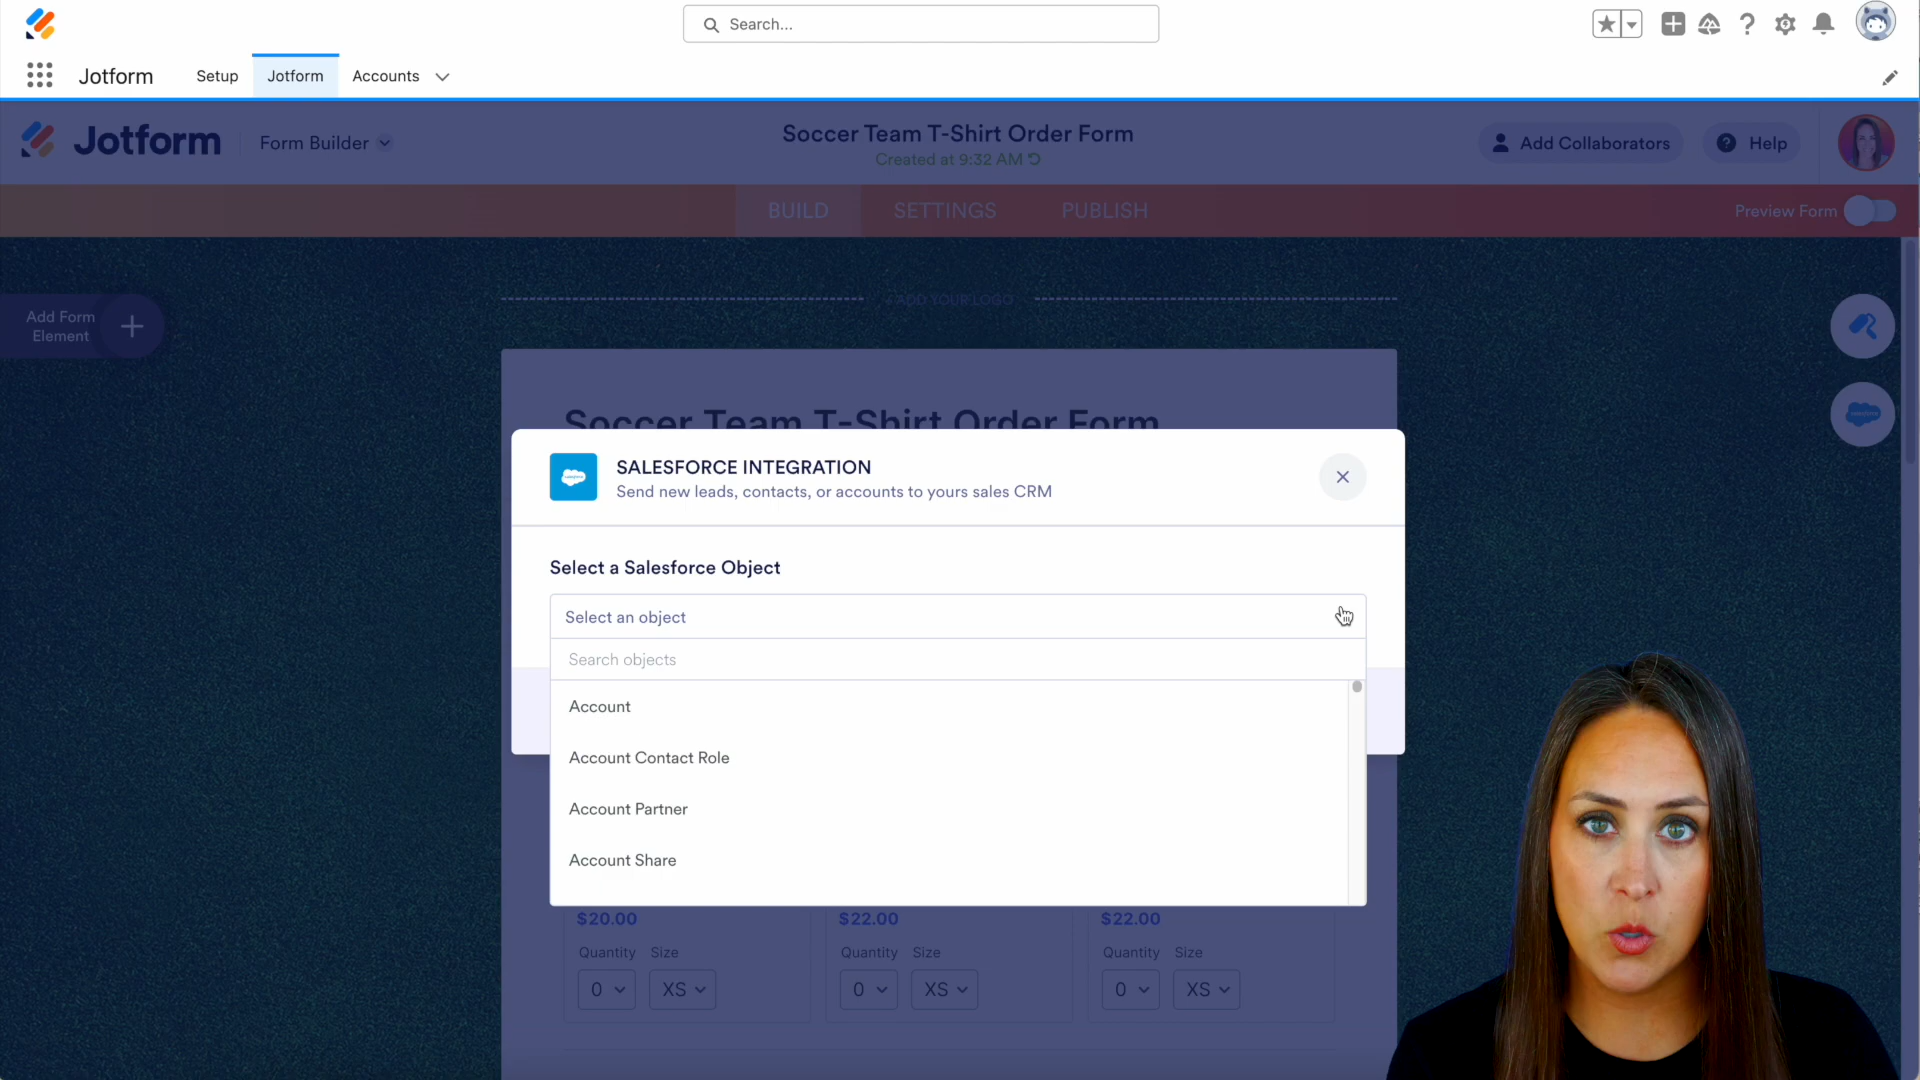 Search...
Jotform
Setup
Jotform
Accounts
Jotform
Form Builder
Soccer Team T-Shirt Order Form
Created at 9:32 AM
Add Collaborators
Help
BUILD
SETTINGS
PUBLISH
Preview Form
+ ADD YOUR LOGO
Add Form
Element
Soccer Team T-Shirt Order Form
SALESFORCE INTEGRATION
Send new leads, contacts, or accounts to yours sales CRM
Select a Salesforce Object
Select an object
Search objects
Account
Account Contact Role
Account Partner
Account Share
$20.00
$22.00
$22.00
Quantity Size
Quantity Size
Quantity Size
0 XS
0 XS
0 XS